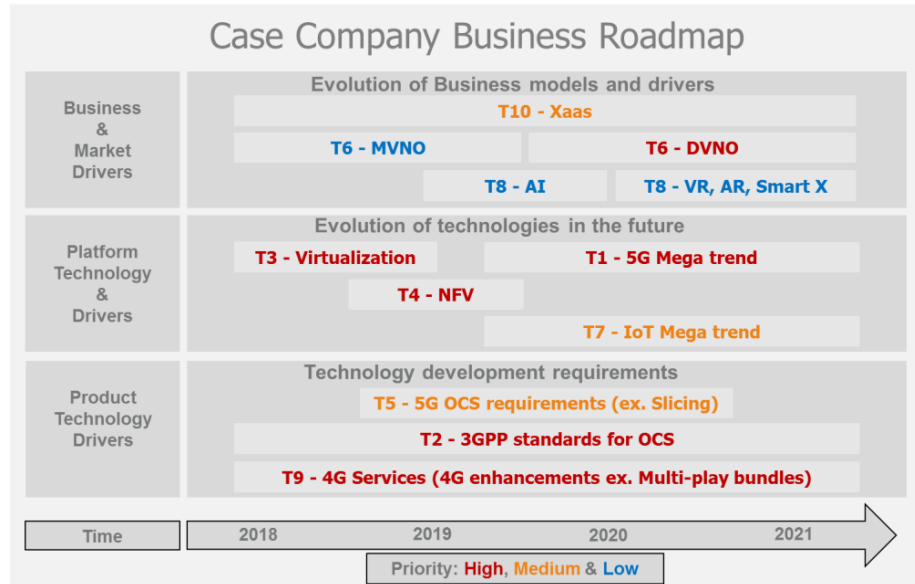 Case Company Business Roadmap
Business
&
Market
Drivers
Evolution of Business models and drivers
T10 - Xaas
T6 - MVNO
T6 - DVNO
T8 - AI
T8 - VR, AR, Smart X
Platform
Technology
&
Drivers
Evolution of technologies in the future
T3 - Virtualization
T1 - 5G Mega trend
T4 - NFV
T7 - IoT Mega trend
Product
Technology
Drivers
Technology development requirements
T5 - 5G OCS requirements (ex. Slicing)
T2 - 3GPP standards for OCS
T9 - 4G Services (4G enhancements ex. Multi-play bundles)
Time
2018
2019
2020
2021
Priority: High, Medium & Low